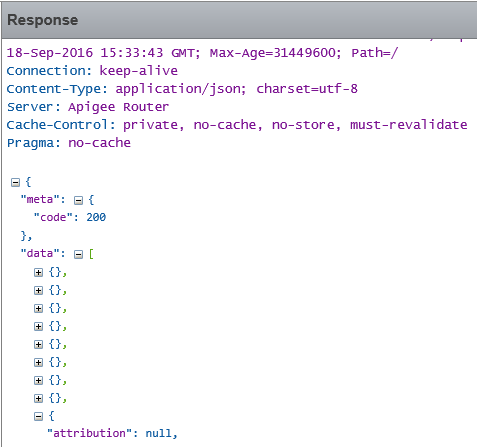 Response
18-Sep-2016 15:33:43 GMT; Max-Age=31449600; Path=/
Connection: keep-alive
Content-Type: application/json; charset=utf-8
Server: Apigee Router
Cache-Control: private, no-cache, no-store, must-revalidate
Pragma: no-cache
{
"meta": {
"code": 200
},
"data": [
{},
{},
{},
{},
{},
{},
{},
{},
{
"attribution": null,